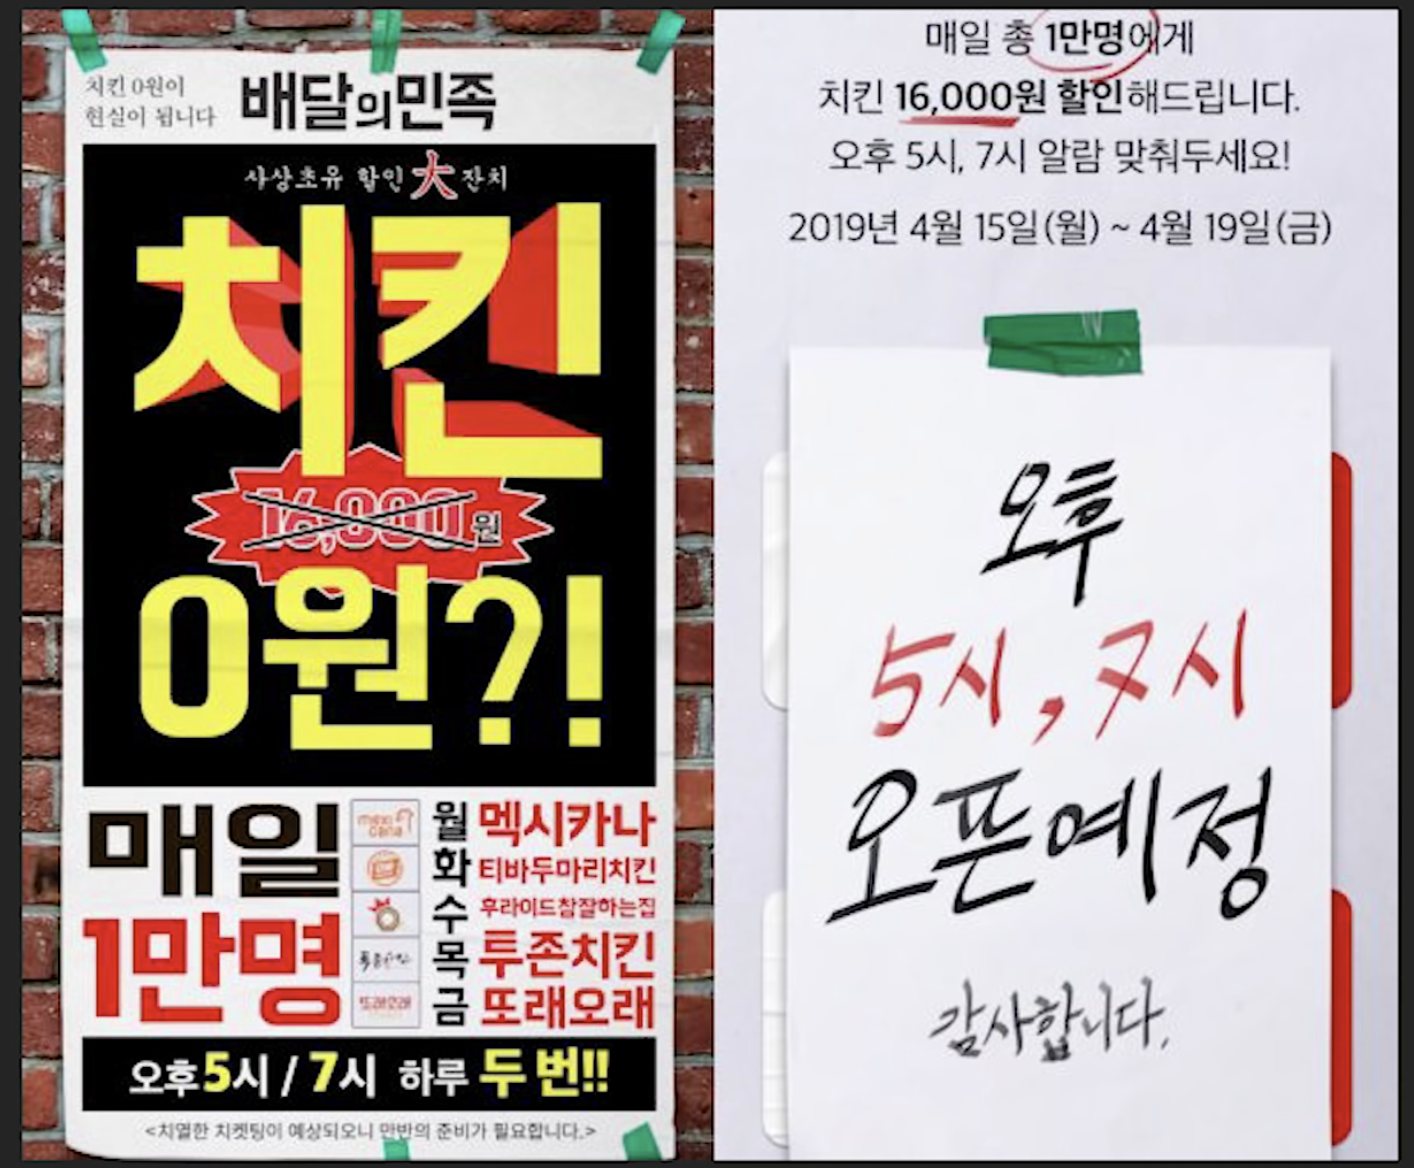 치킨 0원이
현실이 됩니다
배달의민족
사상초유 할인 大 잔치
치킨
16,000원
0원?!
매일
1만명
mexicana
월 멕시카나
화 티바두마리치킨
수 후라이드참잘하는집
목 투존치킨
금 또래오래
또래오래
오후5시 / 7시 하루 두 번!!
<치열한 치켓팅이 예상되오니 만반의 준비가 필요합니다.>
매일 총 1만명에게
치킨 16,000원 할인해드립니다.
오후 5시, 7시 알람 맞춰두세요!
2019년 4월 15일(월) ~ 4월 19일(금)
오후
5시, 7시
오픈예정
감사합니다.